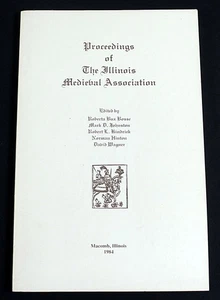 Proceedings
of
The Illinois
Medieval Association
Edited by
Roberta Bux Bosse
Mark D. Johnston
Robert L. Kindrick
Norman Hinton
David Wagner
Macomb, Illinois
1984